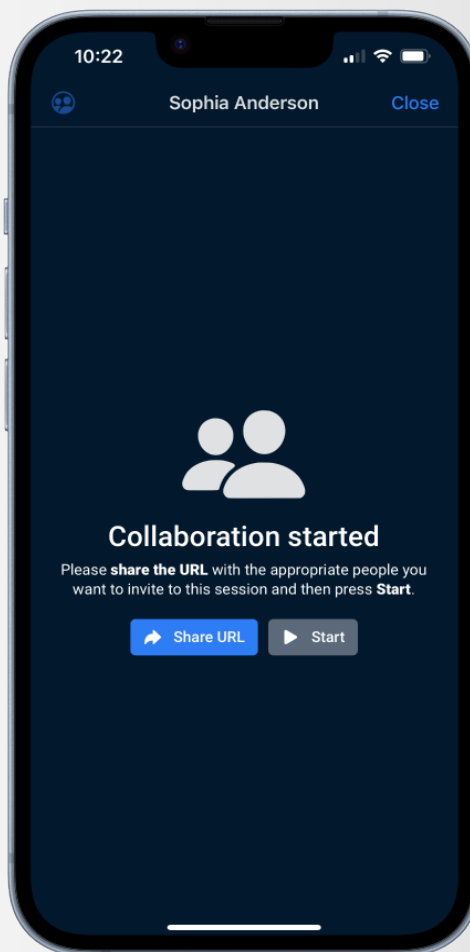 10:22
Sophia Anderson
Close
Collaboration started
Please share the URL with the appropriate people you
want to invite to this session and then press Start.
Share URL
Start